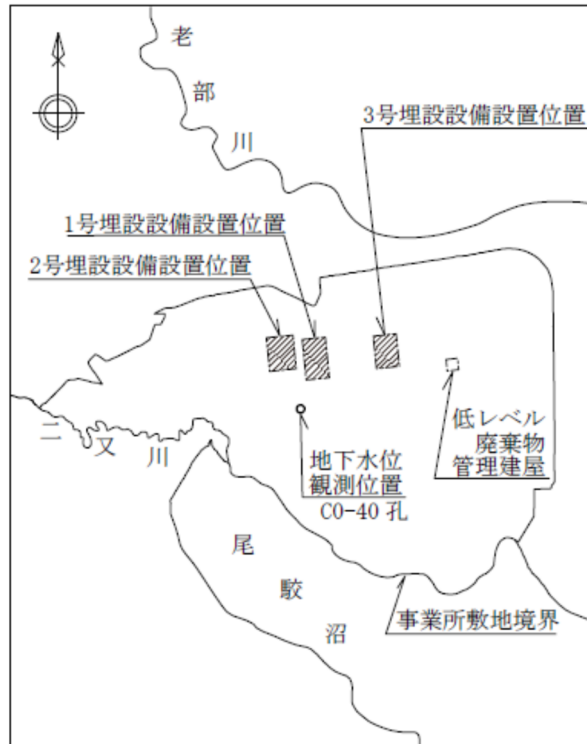 老部川
3号埋設設備設置位置
1号埋設設備設置位置
2号埋設設備設置位置
低レベル
廃棄物
管理建屋
二又川
地下水位
観測位置
CO-40 孔
尾駮沼
事業所敷地境界